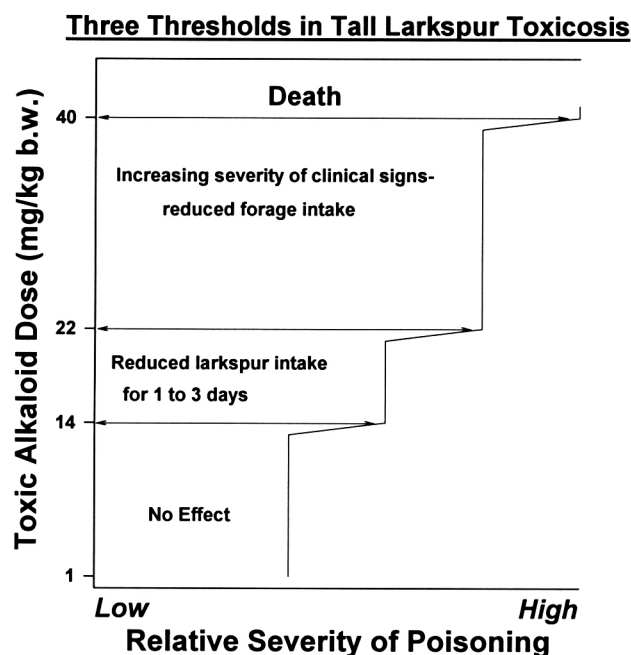 Three Thresholds in Tall Larkspur Toxicosis
Death
40
Increasing severity of clinical signs-
reduced forage intake
22
Reduced larkspur intake
for 1 to 3 days
14
No Effect
1
Toxic Alkaloid Dose (mg/kg b.w.)
Low
High
Relative Severity of Poisoning